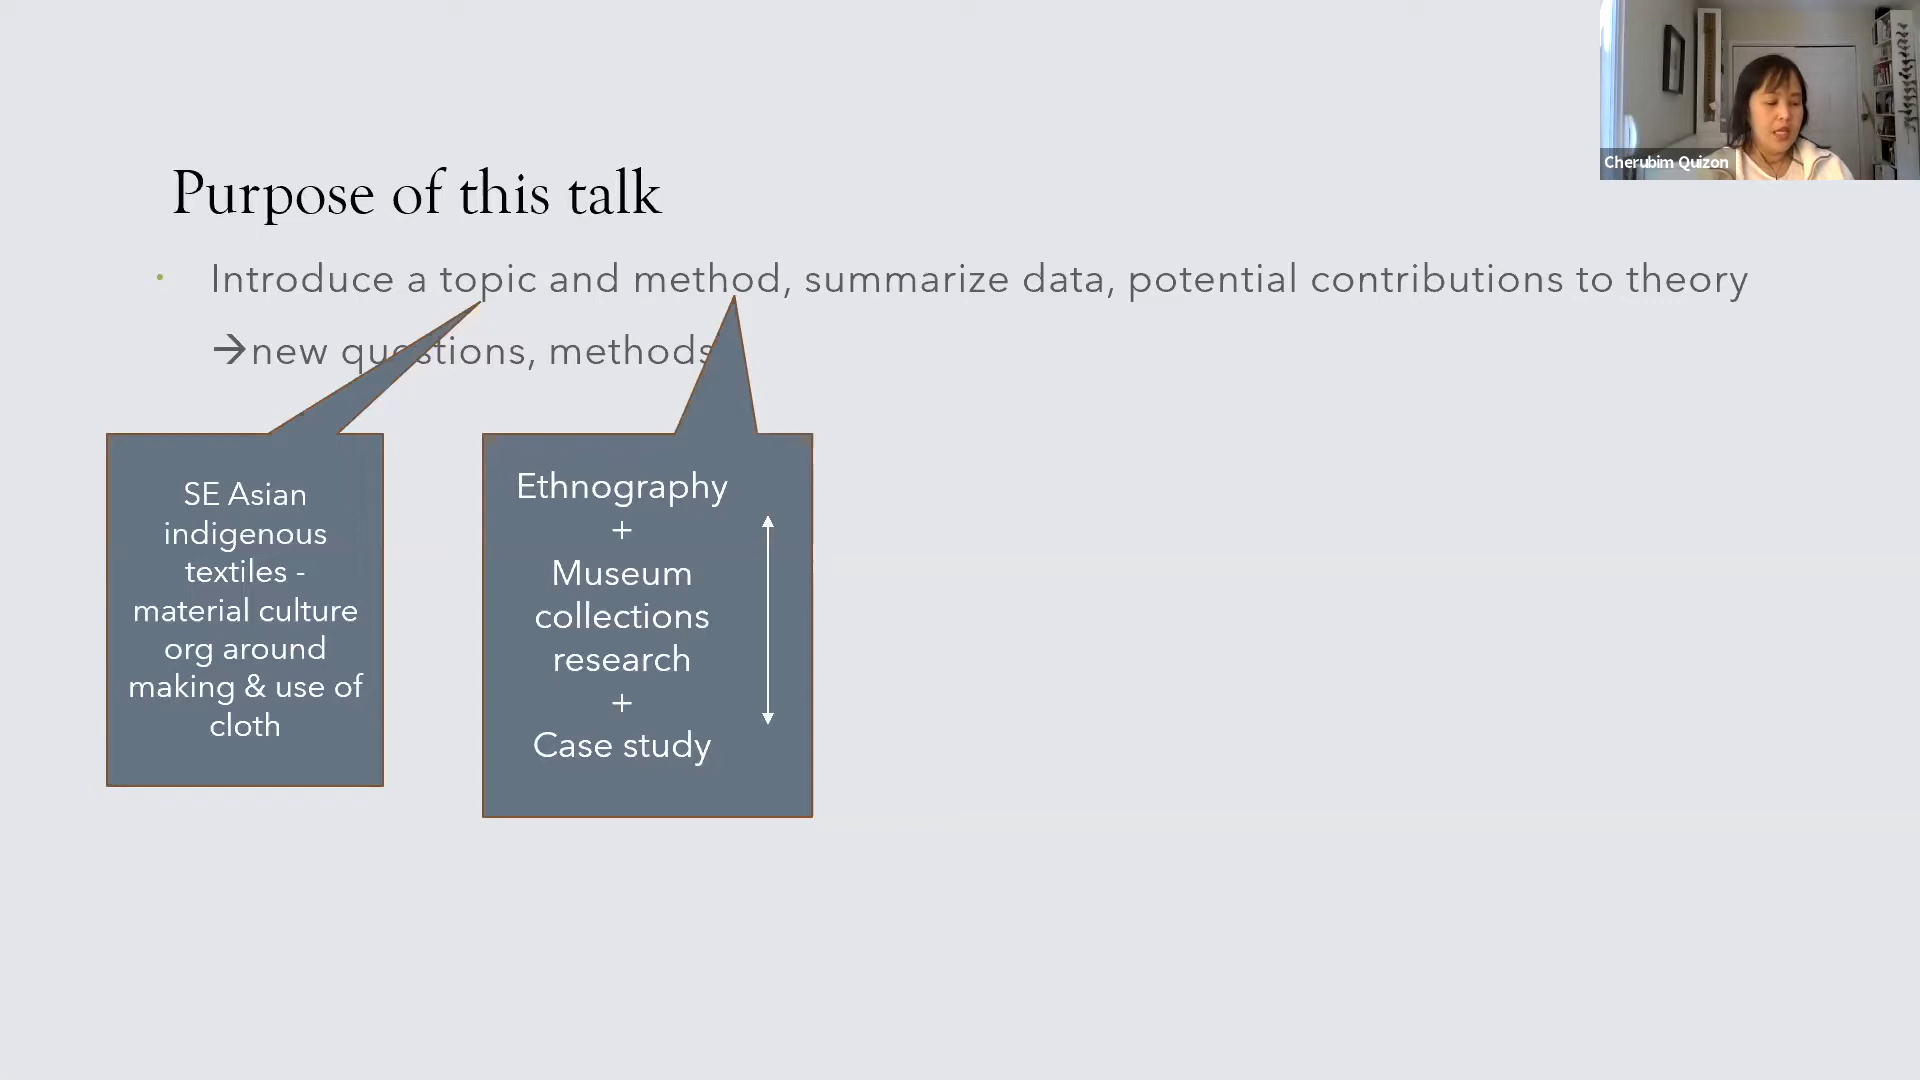 Cherubim Quizon
Purpose of this talk
• Introduce a topic and method, summarize data, potential contributions to theory
→new questions, methods
SE Asian
indigenous
textiles -
material culture
org around
making & use of
cloth
Ethnography
+
Museum
collections
research
+
Case study